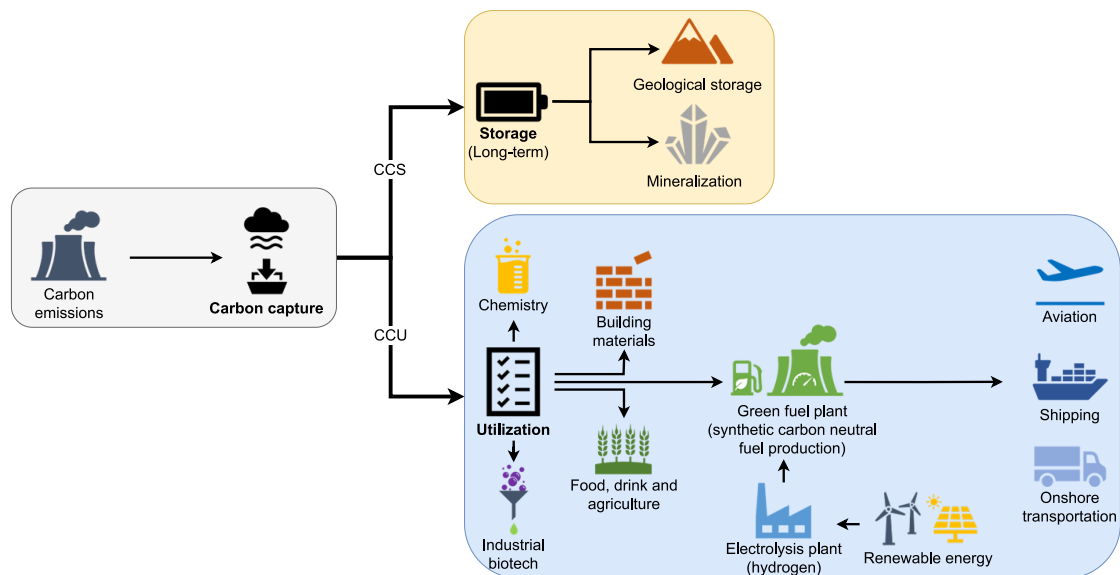 Geological storage
Storage
(Long-term)
Mineralization
CCS
Carbon
emissions
Carbon capture
CCU
Chemistry
Building
materials
Aviation
Utilization
Green fuel plant
(synthetic carbon neutral
fuel production)
Shipping
Food, drink and
agriculture
Industrial
biotech
Electrolysis plant
(hydrogen)
Renewable energy
Onshore
transportation